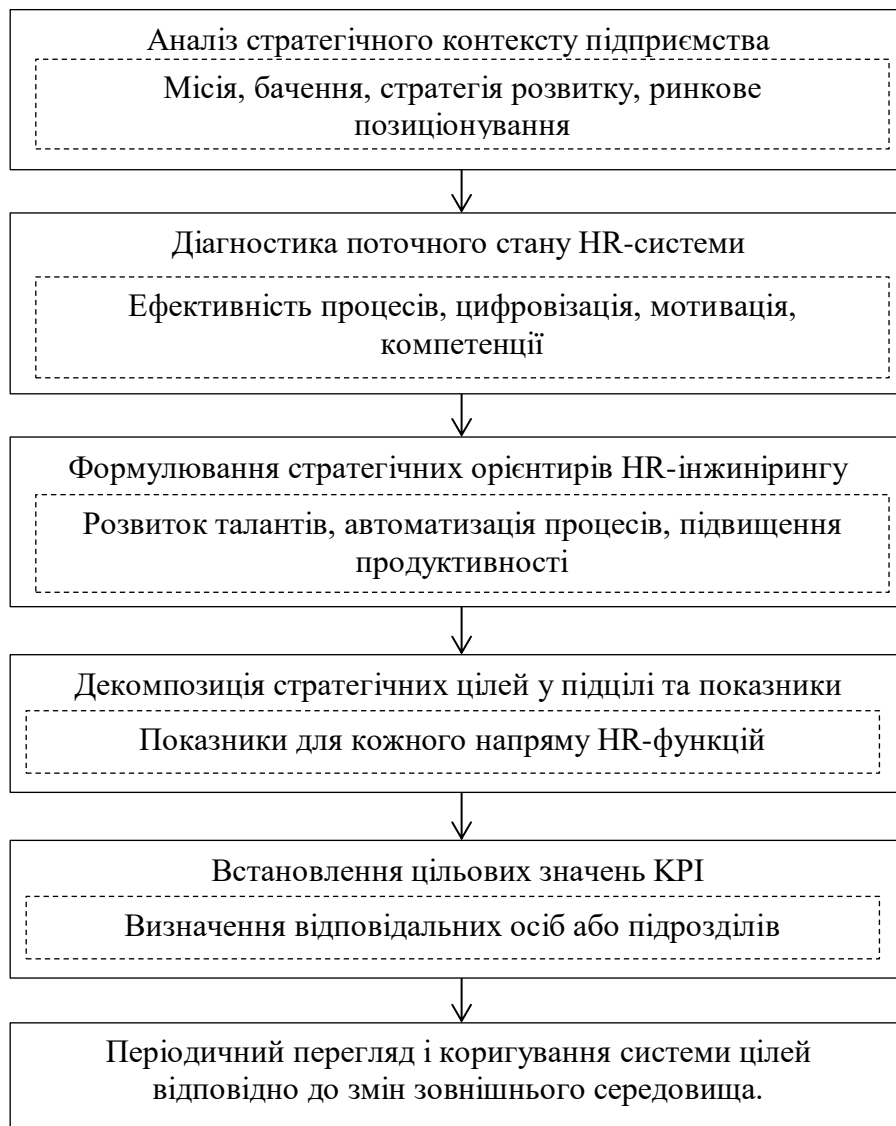 Аналіз стратегічного контексту підприємства
Місія, бачення, стратегія розвитку, ринкове
позиціонування
Діагностика поточного стану HR-системи
Ефективність процесів, цифровізація, мотивація,
компетенції
Формулювання стратегічних орієнтирів HR-інжинірингу
Розвиток талантів, автоматизація процесів, підвищення
продуктивності
Декомпозиція стратегічних цілей у підцілі та показники
Показники для кожного напряму HR-функцій
Встановлення цільових значень KPI
Визначення відповідальних осіб або підрозділів
Періодичний перегляд і коригування системи цілей
відповідно до змін зовнішнього середовища.